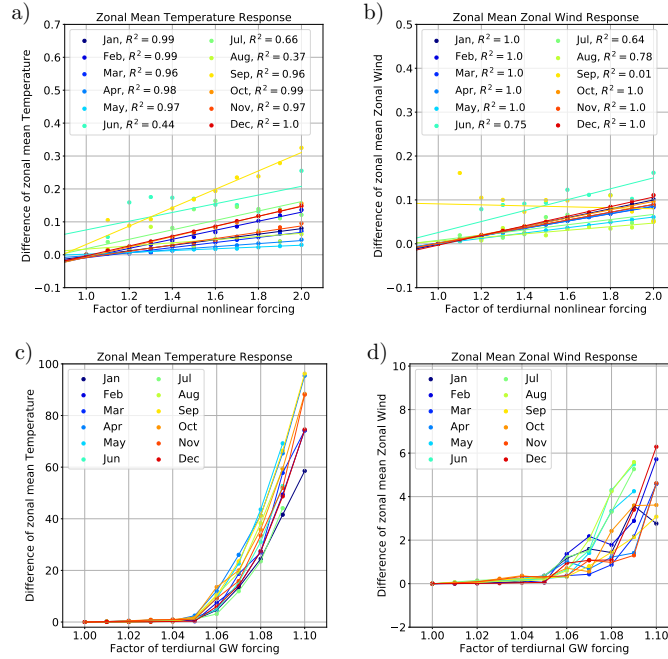 a)
Zonal Mean Temperature Response
Jan, R² = 0.99
Feb, R² = 0.99
Mar, R² = 0.96
Apr, R² = 0.98
May, R² = 0.97
Jun, R² = 0.44
Jul, R² = 0.66
Aug, R² = 0.37
Sep, R² = 0.96
Oct, R² = 0.99
Nov, R² = 0.97
Dec, R² = 1.0
Difference of zonal mean Temperature
0.7
0.6
0.5
0.4
0.3
0.2
0.1
0.0
−0.1
1.0 1.2 1.4 1.6 1.8 2.0
Factor of terdiurnal nonlinear forcing
b)
Zonal Mean Zonal Wind Response
Jan, R² = 1.0
Feb, R² = 1.0
Mar, R² = 1.0
Apr, R² = 1.0
May, R² = 1.0
Jun, R² = 0.75
Jul, R² = 0.64
Aug, R² = 0.78
Sep, R² = 0.01
Oct, R² = 1.0
Nov, R² = 1.0
Dec, R² = 1.0
Difference of zonal mean Zonal Wind
0.5
0.4
0.3
0.2
0.1
0.0
−0.1
1.0 1.2 1.4 1.6 1.8 2.0
Factor of terdiurnal nonlinear forcing
c)
Zonal Mean Temperature Response
Jan
Feb
Mar
Apr
May
Jun
Jul
Aug
Sep
Oct
Nov
Dec
Difference of zonal mean Temperature
100
80
60
40
20
0
1.00 1.02 1.04 1.06 1.08 1.10
Factor of terdiurnal GW forcing
d)
Zonal Mean Zonal Wind Response
Jan
Feb
Mar
Apr
May
Jun
Jul
Aug
Sep
Oct
Nov
Dec
Difference of zonal mean Zonal Wind
10
8
6
4
2
0
−2
1.00 1.02 1.04 1.06 1.08 1.10
Factor of terdiurnal GW forcing